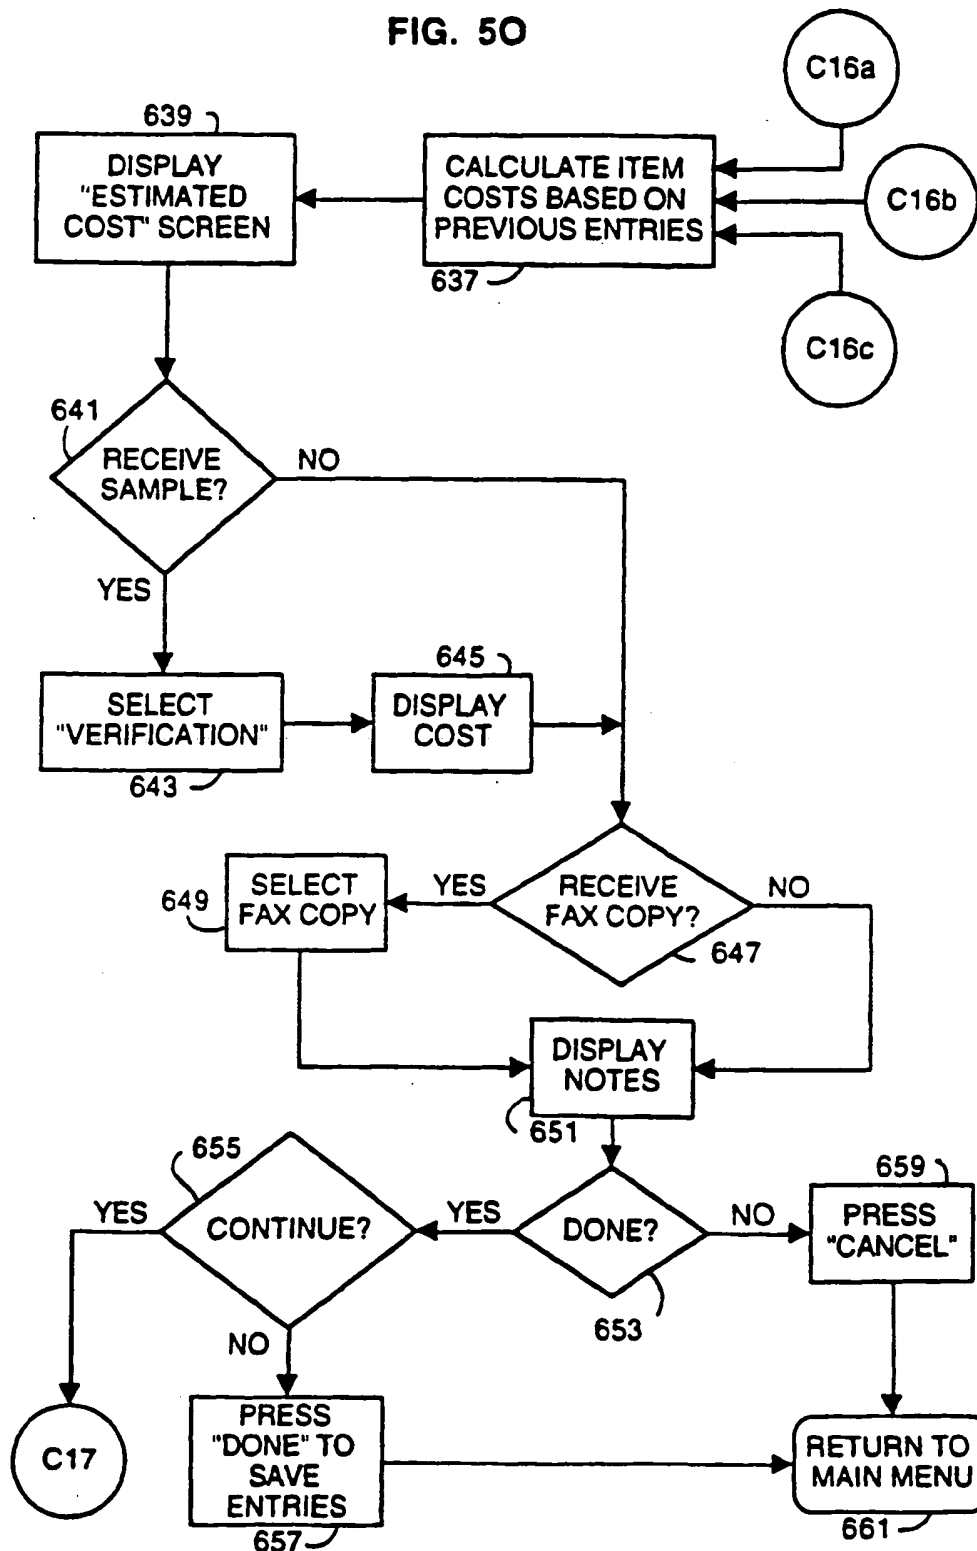 FIG. 5O
C16a
639
DISPLAY
"ESTIMATED
COST" SCREEN
CALCULATE ITEM
COSTS BASED ON
PREVIOUS ENTRIES
C16b
637
C16c
641
RECEIVE
SAMPLE?
NO
YES
645
SELECT
"VERIFICATION"
DISPLAY
COST
643
649
SELECT
FAX COPY
YES
RECEIVE
FAX COPY?
NO
647
DISPLAY
NOTES
651
655
659
YES
CONTINUE?
YES
DONE?
NO
PRESS
"CANCEL"
653
NO
C17
PRESS
"DONE" TO
SAVE
ENTRIES
RETURN TO
MAIN MENU
657
661